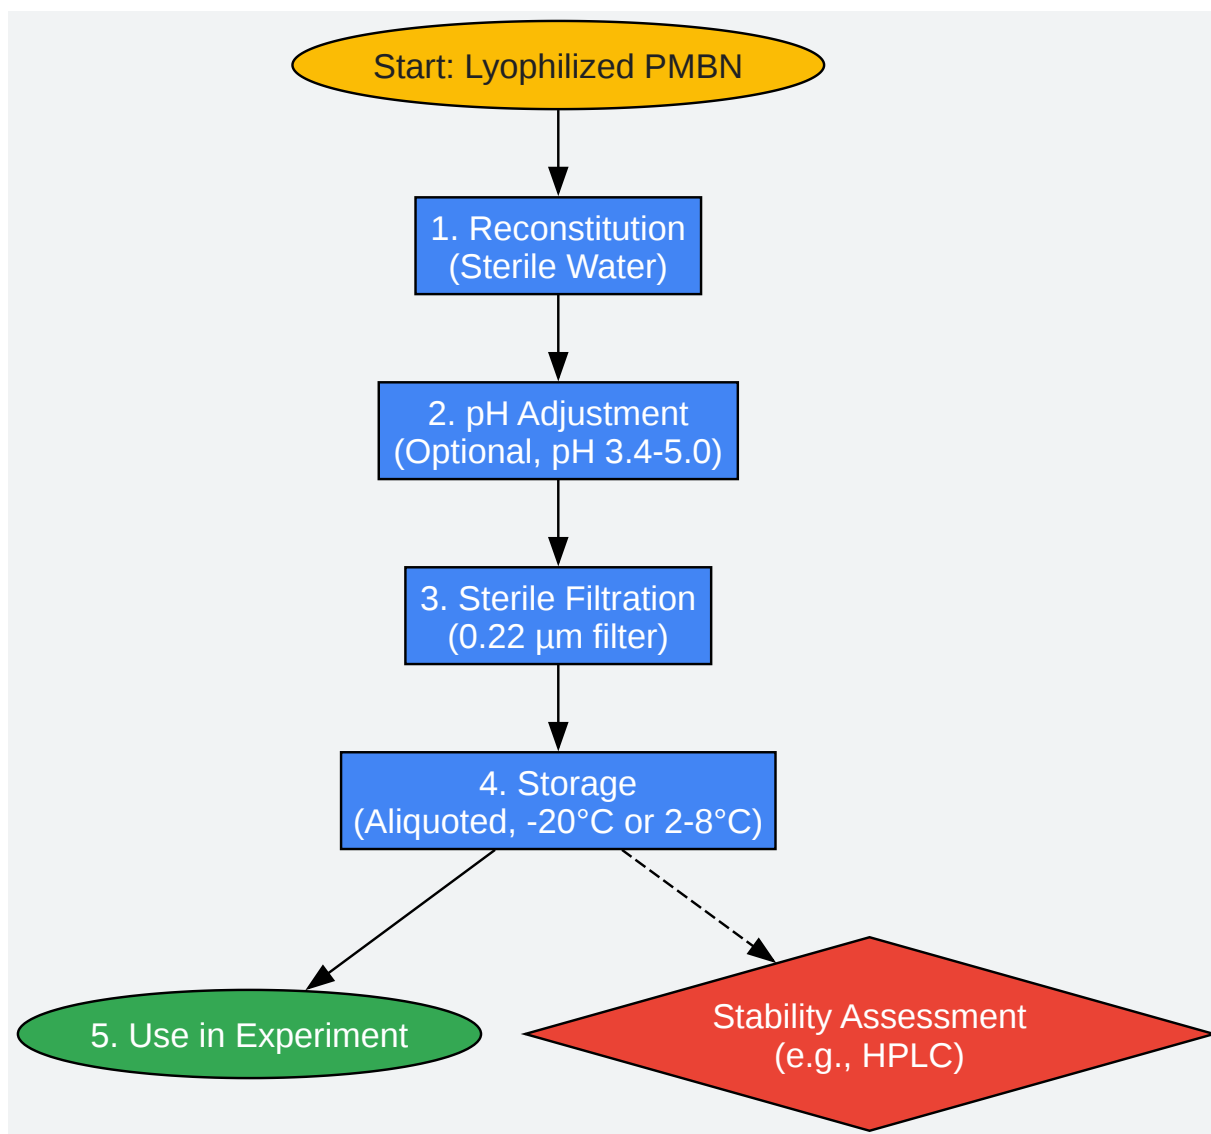 Start: Lyophilized PMBN
1. Reconstitution
(Sterile Water)
2. pH Adjustment
(Optional, pH 3.4-5.0)
3. Sterile Filtration
(0.22 µm filter)
4. Storage
(Aliquoted, -20°C or 2-8°C)
5. Use in Experiment
Stability Assessment
(e.g., HPLC)